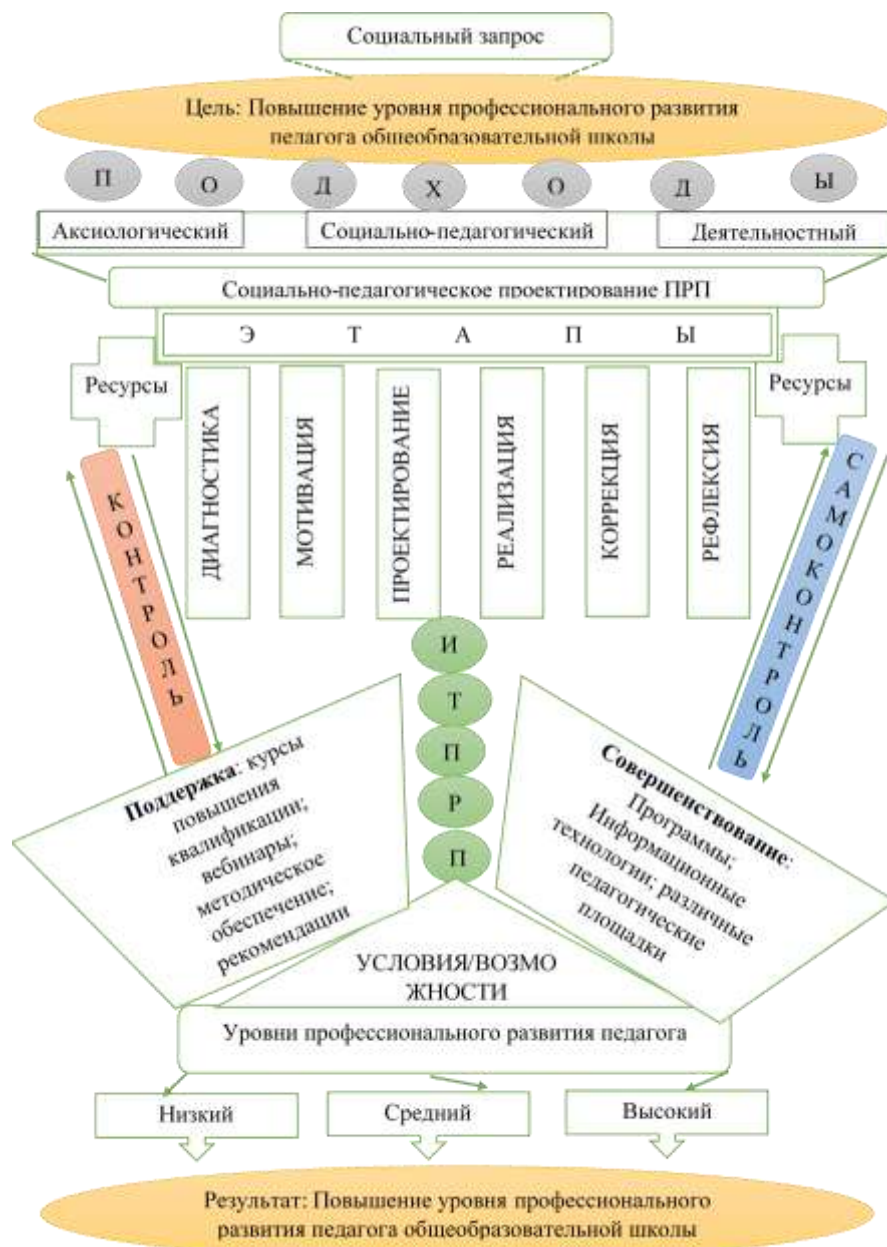 Социальный запрос
Цель: Повышение уровня профессионального развития
педагога общеобразовательной школы
П О Д Х О Д Ы
Аксиологический
Социально-педагогический
Деятельностный
Социально-педагогическое проектирование ПРП
Э Т А П Ы
Ресурсы
Ресурсы
ДИАГНОСТИКА
МОТИВАЦИЯ
ПРОЕКТИРОВАНИЕ
РЕАЛИЗАЦИЯ
КОРРЕКЦИЯ
РЕФЛЕКСИЯ
КОНТРОЛЬ
САМОКОНТРОЛЬ
И
Т
П
Р
П
Поддержка: курсы
повышения
квалификации;
вебинары;
методическое
обеспечение;
рекомендации
Совершенствование:
Программы;
Информационные
технологии; различные
педагогические
площадки
УСЛОВИЯ/ВОЗМО
ЖНОСТИ
Уровни профессионального развития педагога
Низкий
Средний
Высокий
Результат: Повышение уровня профессионального
развития педагога общеобразовательной школы